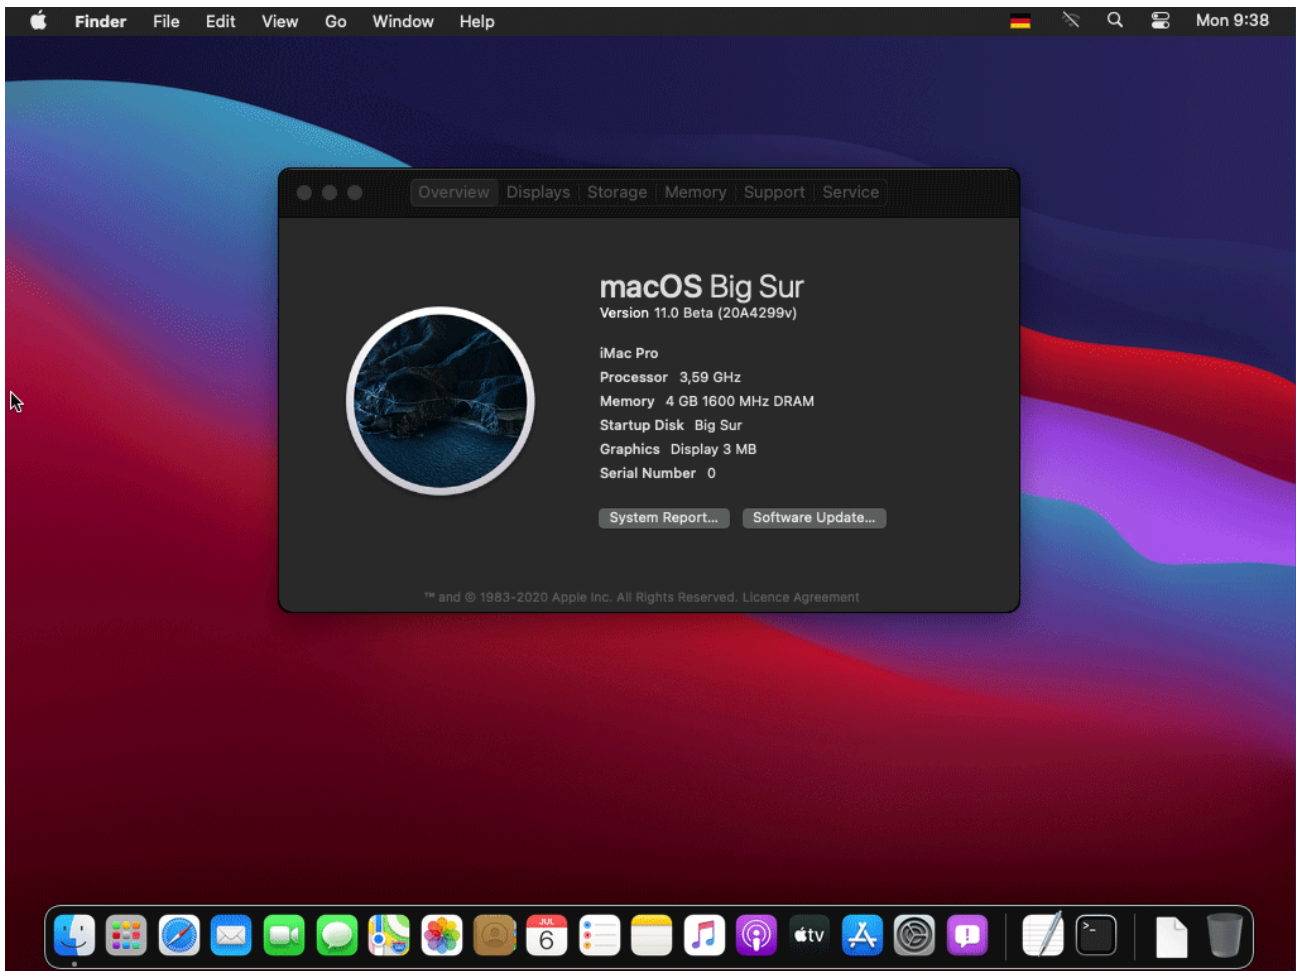 Finder File Edit View Go Window Help Mon 9:38
Overview Displays Storage Memory Support Service
macOS Big Sur
Version 11.0 Beta (20A4299v)
iMac Pro
Processor 3,59 GHz
Memory 4 GB 1600 MHz DRAM
Startup Disk Big Sur
Graphics Display 3 MB
Serial Number 0
System Report... Software Update...
™ and © 1983-2020 Apple Inc. All Rights Reserved. Licence Agreement
JUL
6
tv
>_